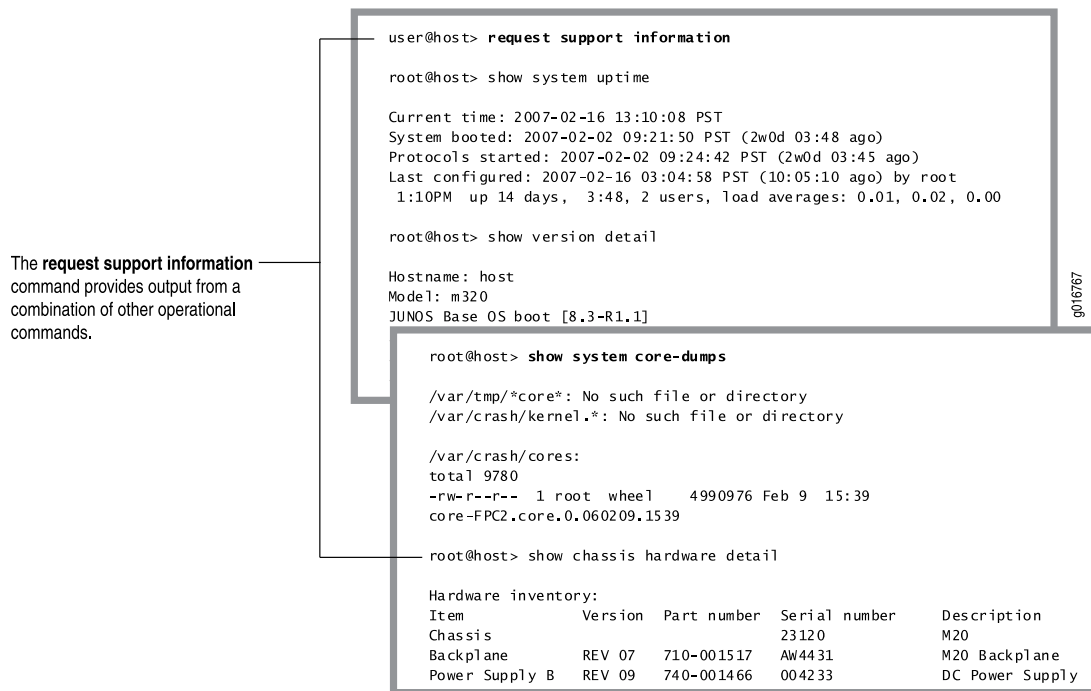 user@host> request support information
root@host> show system uptime
Current time: 2007-02-16 13:10:08 PST
System booted: 2007-02-02 09:21:50 PST (2w0d 03:48 ago)
Protocols started: 2007-02-02 09:24:42 PST (2w0d 03:45 ago)
Last configured: 2007-02-16 03:04:58 PST (10:05:10 ago) by root
1:10PM up 14 days, 3:48, 2 users, load averages: 0.01, 0.02, 0.00
root@host> show version detail
Hostname: host
Model: m320
JUNOS Base OS boot [8.3-R1.1]
The request support information
command provides output from a
combination of other operational
commands.
g016767
root@host> show system core-dumps
/var/tmp/*core*: No such file or directory
/var/crash/kernel.*: No such file or directory
/var/crash/cores:
total 9780
-rw-r--r-- 1 root wheel 4990976 Feb 9 15:39
core-FPC2.core.0.060209.1539
root@host> show chassis hardware detail
Hardware inventory:
Item Version Part number Serial number Description
Chassis 23120 M20
Backplane REV 07 710-001517 AW4431 M20 Backplane
Power Supply B REV 09 740-001466 004233 DC Power Supply